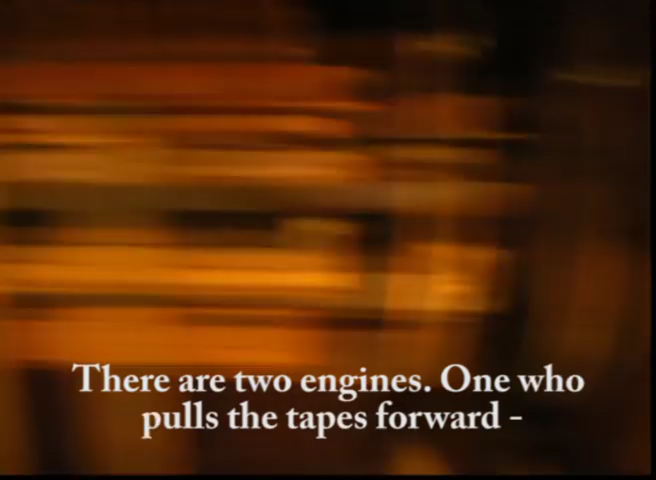 There are two engines. One who
pulls the tapes forward -